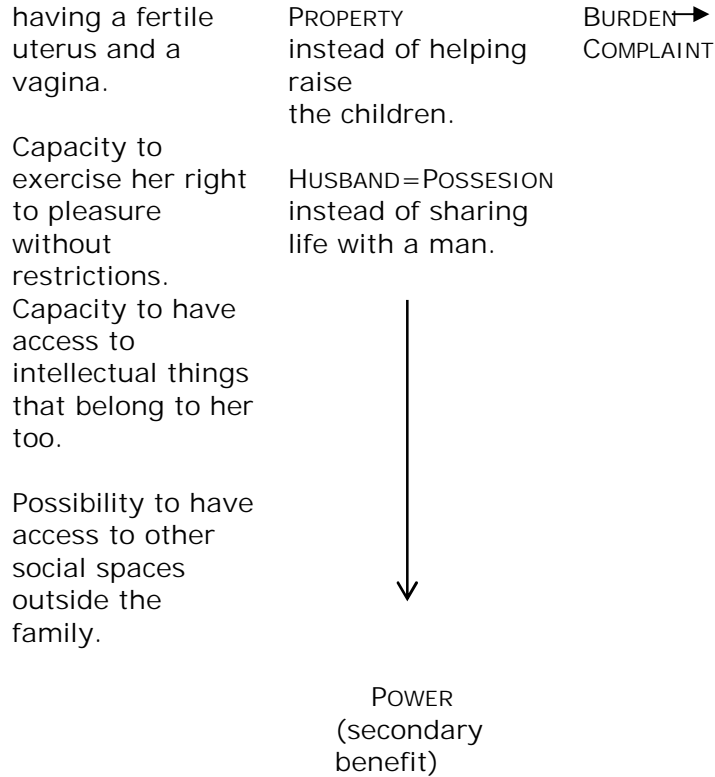 having a fertile
uterus and a
vagina.
Capacity to
exercise her right
to pleasure
without
restrictions.
Capacity to have
access to
intellectual things
that belong to her
too.
Possibility to have
access to other
social spaces
outside the
family.
PROPERTY
instead of helping
raise
the children.
HUSBAND=POSSESION
instead of sharing
life with a man.
POWER
(secondary
benefit)
BURDEN
COMPLAINT